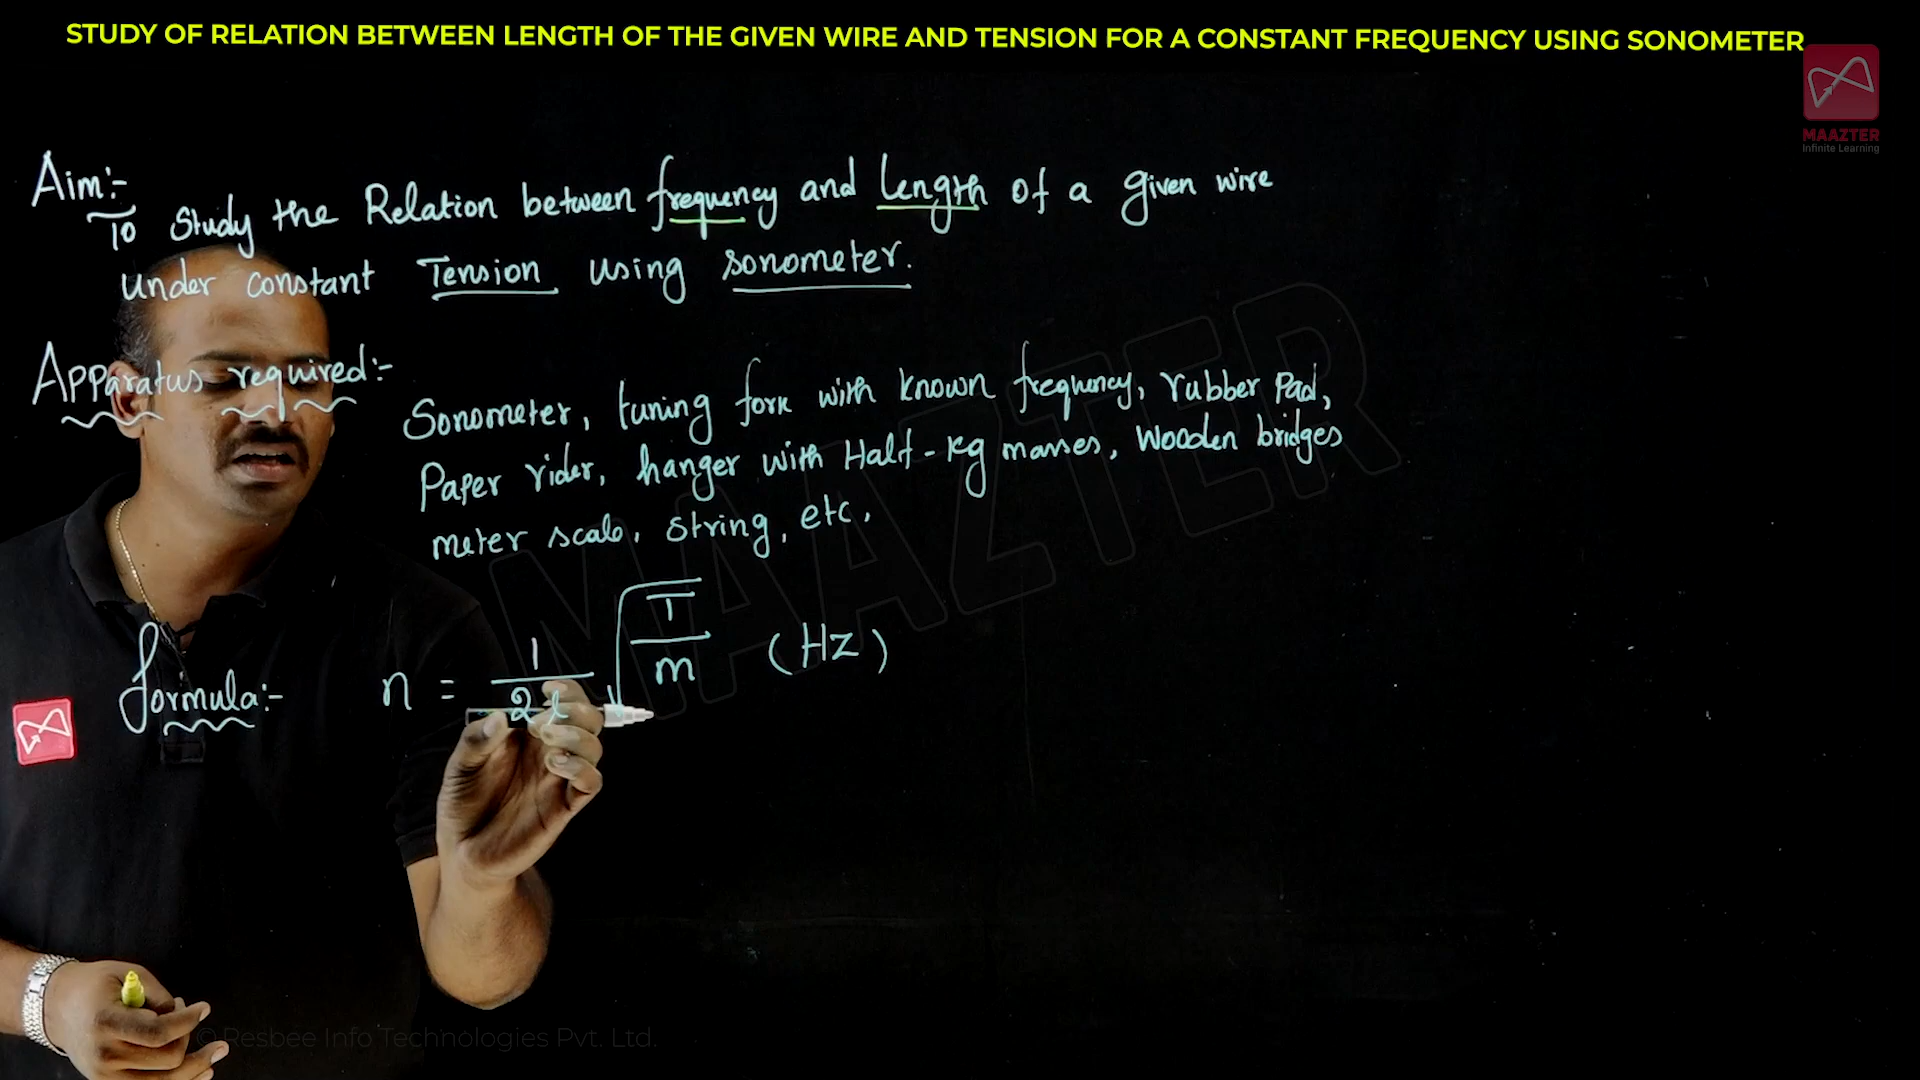 STUDY OF RELATION BETWEEN LENGTH OF THE GIVEN WIRE AND TENSION FOR A CONSTANT FREQUENCY USING SONOMETER
MAAZTER
Infinite Learning
Aim:-
To Study the Relation between frequency and length of a given wire
under constant Tension using sonometer.
Apparatus required:-
Sonometer, tuning fork with known frequency, rubber Pad,
Paper rider, hanger with Half-kg masses, Wooden bridges
meter scale, string, etc.
MAAZTER
formula:- n = 1/2l √T/m (HZ)
© Resbee Info Technologies Pvt. Ltd.